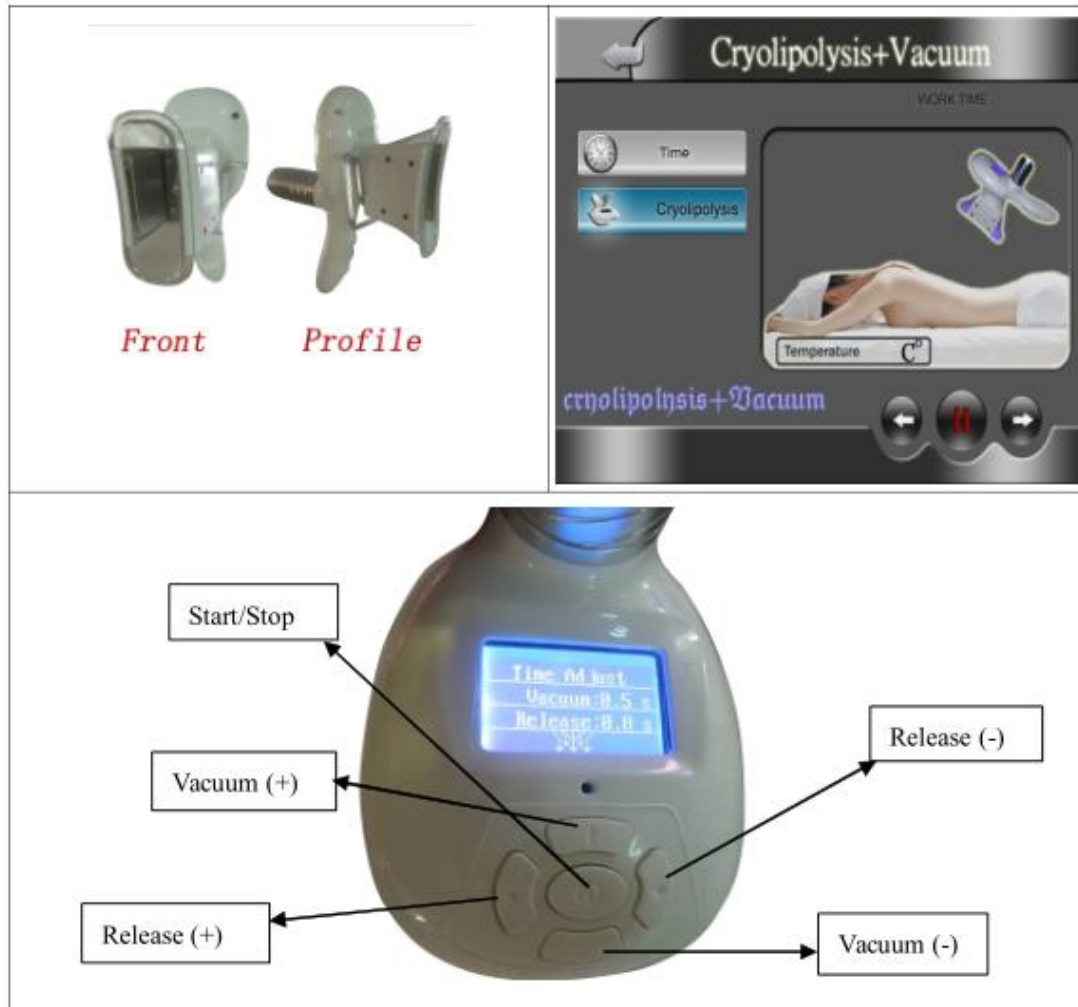 Front
Profile
Cryolipolysis+Vacuum
WORK TIME
Time
Cryolipolysis
Temperature C°
cryolipolysis+Vacuum
Start/Stop
Time Adjust
Vacuum:0.5 s
Release:0.0 s
Release (-)
Vacuum (+)
Release (+)
Vacuum (-)